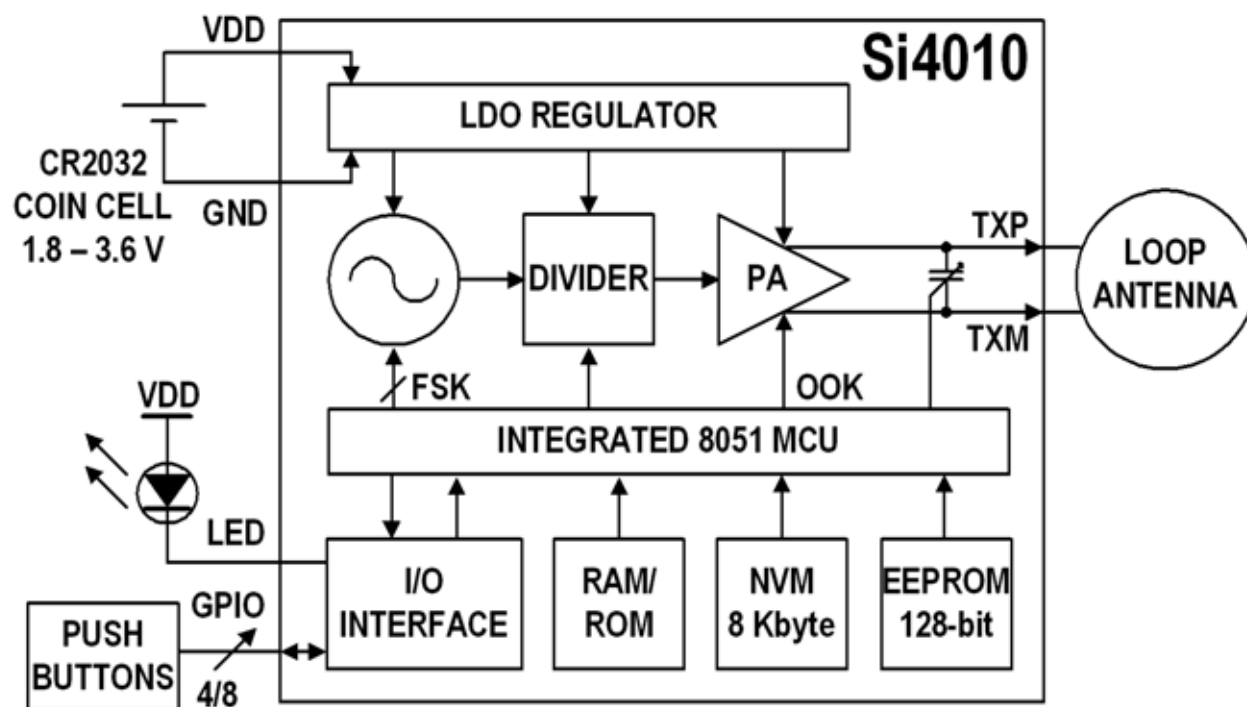 VDD
Si4010
LDO REGULATOR
CR2032
COIN CELL
1.8 – 3.6 V
GND
TXP
DIVIDER
PA
LOOP
ANTENNA
TXM
FSK
OOK
VDD
INTEGRATED 8051 MCU
LED
I/O
INTERFACE
RAM/
ROM
NVM
8 Kbyte
EEPROM
128-bit
GPIO
PUSH
BUTTONS
4/8